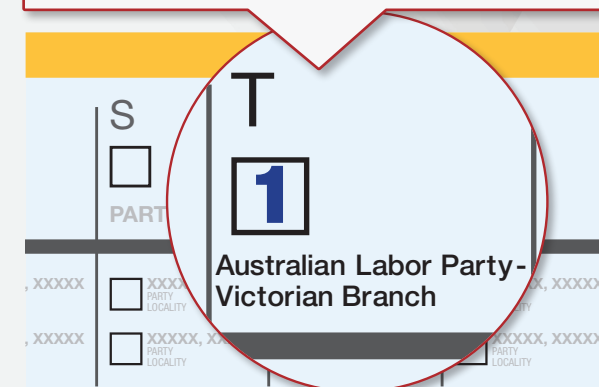 S
T
1
PART
Australian Labor Party-
Victorian Branch
, XXXXX
XXXX
X, XXXXX
PARTY
LOCALITY
, XXXXX
XXXXX, X
XXXX, XXXXX
PARTY
LOCALITY
PARTY
LOCALITY